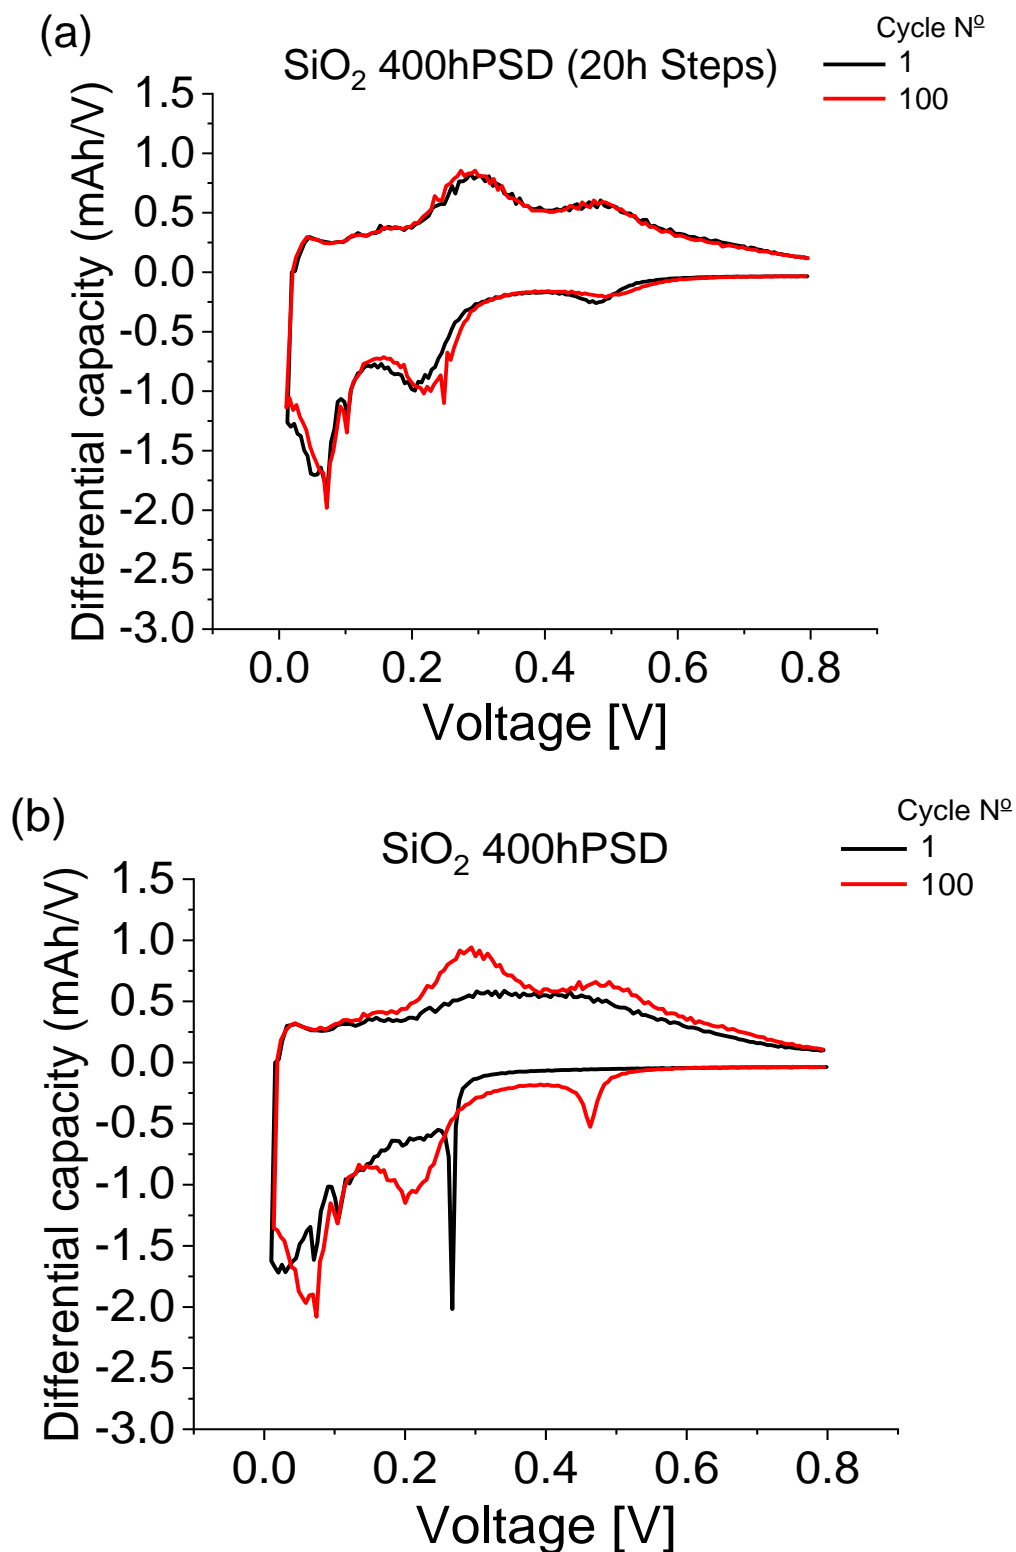 (a)
Cycle Nº
SiO2 400hPSD (20h Steps)
1
100
1.5
1.0
0.5
0.0
-0.5
-1.0
-1.5
-2.0
-2.5
-3.0
Differential capacity (mAh/V)
0.0 0.2 0.4 0.6 0.8
Voltage [V]
(b)
Cycle Nº
SiO2 400hPSD
1
100
1.5
1.0
0.5
0.0
-0.5
-1.0
-1.5
-2.0
-2.5
-3.0
Differential capacity (mAh/V)
0.0 0.2 0.4 0.6 0.8
Voltage [V]